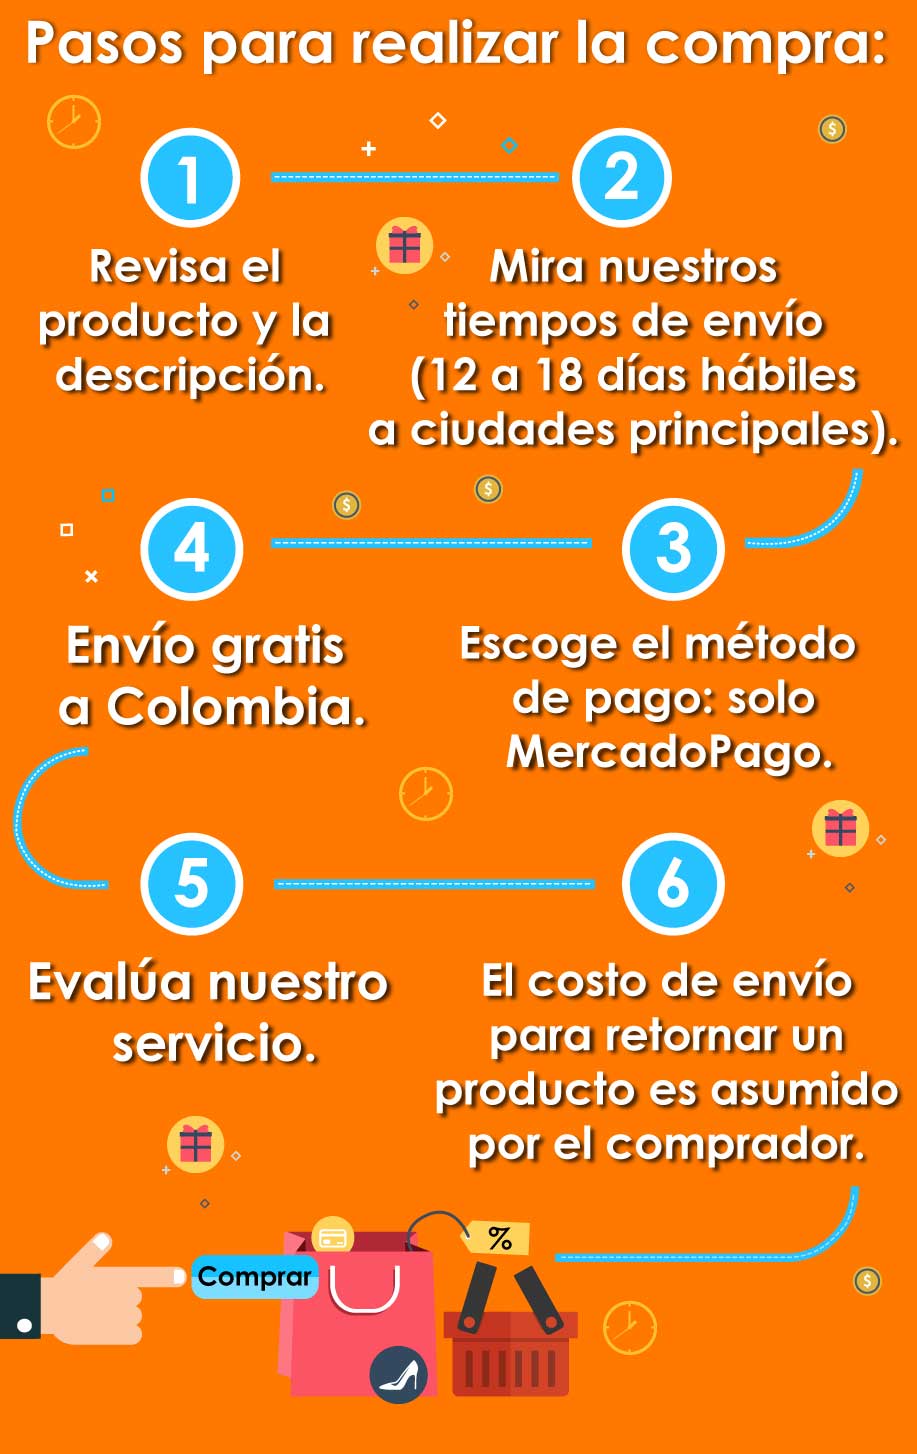 Pasos para realizar la compra:
1
Revisa el
producto y la
descripción.
2
Mira nuestros
tiempos de envío
(12 a 18 días hábiles
a ciudades principales).
3
Escoge el método
de pago: solo
MercadoPago.
4
Envío gratis
a Colombia.
5
Evalúa nuestro
servicio.
6
El costo de envío
para retornar un
producto es asumido
por el comprador.
%
Comprar
$
$
$
$